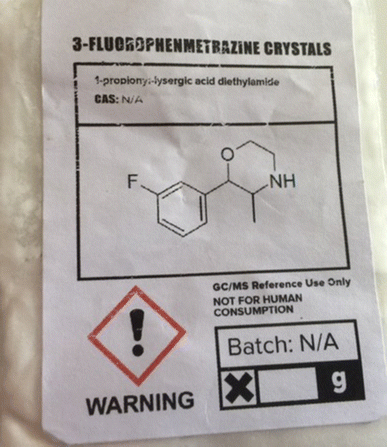 3-FLUOROPHENMETRAZINE CRYSTALS
1-propionyl-lysergic acid diethylamide
CAS: N/A
O
F
NH
GC/MS Reference Use Only
NOT FOR HUMAN
CONSUMPTION
!
Batch: N/A
WARNING
X
g